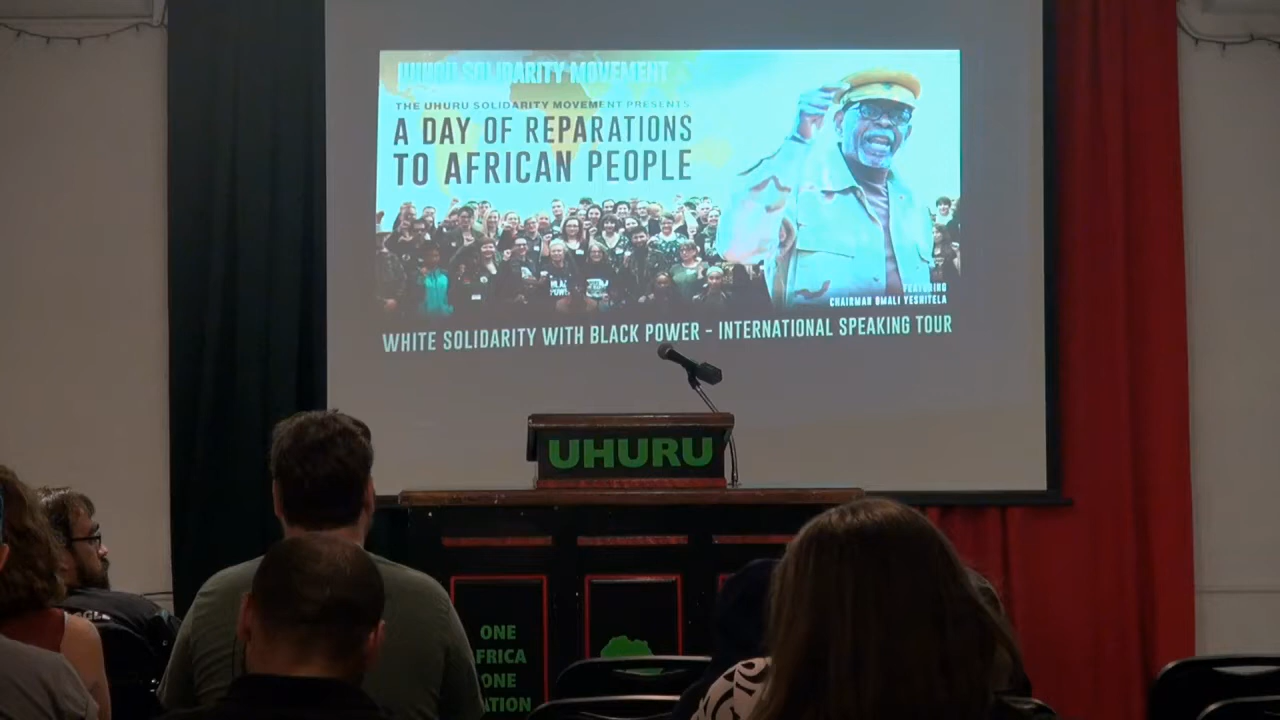 UHURU SOLIDARITY MOVEMENT
THE UHURU SOLIDARITY MOVEMENT PRESENTS
A DAY OF REPARATIONS
TO AFRICAN PEOPLE
FEATURING
CHAIRMAN OMALI YESHITELA
WHITE SOLIDARITY WITH BLACK POWER - INTERNATIONAL SPEAKING TOUR
UHURU
ONE
AFRICA
ONE
NATION